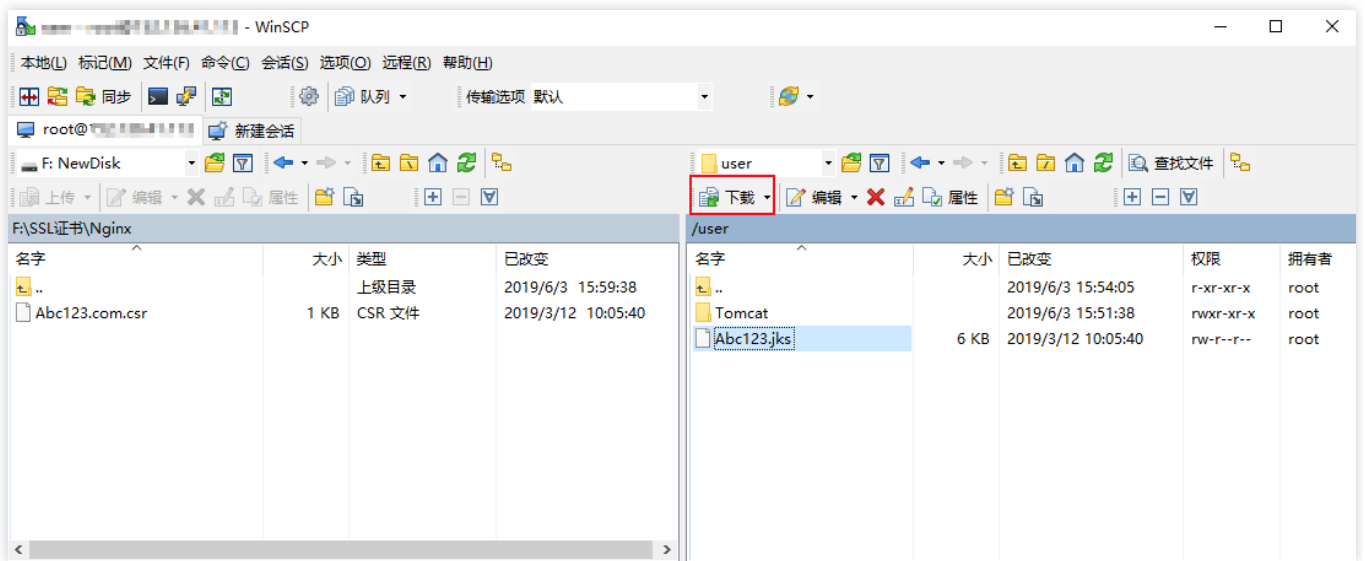 - WinSCP
本地(L) 标记(M) 文件(F) 命令(C) 会话(S) 选项(O) 远程(R) 帮助(H)
同步 队列 传输选项 默认
root@ 新建会话
F: NewDisk user 查找文件
上传 编辑 属性 下载 编辑 属性
F:\SSL证书\Nginx /user
名字 大小 类型 已改变 名字 大小 已改变 权限 拥有者
.. 上级目录 2019/6/3 15:59:38 .. 2019/6/3 15:54:05 r-xr-xr-x root
Abc123.com.csr 1 KB CSR 文件 2019/3/12 10:05:40 Tomcat 2019/6/3 15:51:38 rwxr-xr-x root
Abc123.jks 6 KB 2019/3/12 10:05:40 rw-r--r-- root